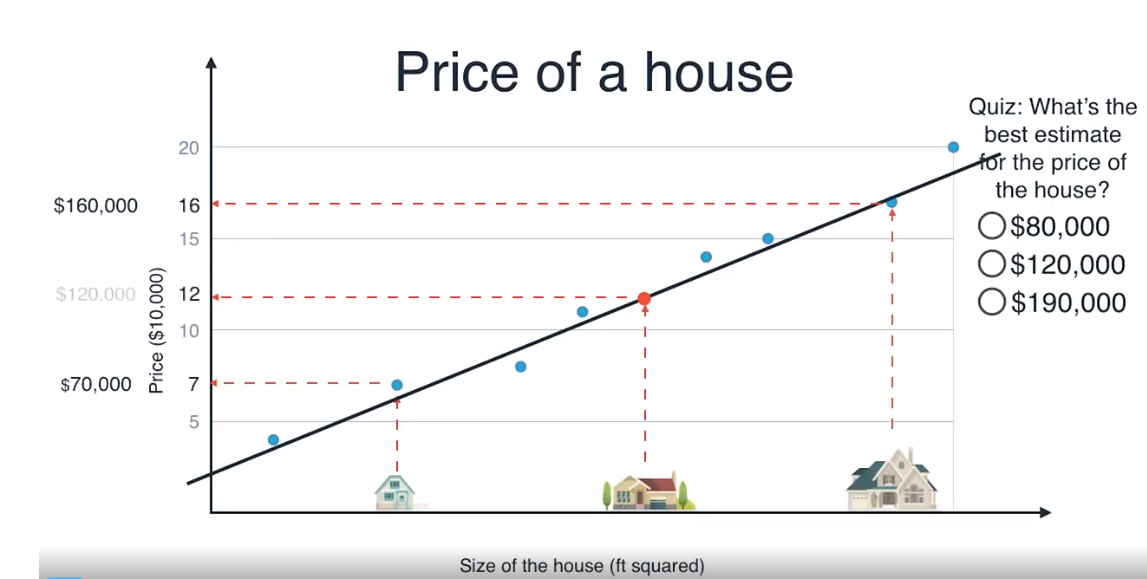 Price of a house
Quiz: What's the
best estimate
for the price of
the house?
$80,000
$120,000
$190,000
20
$160,000
16
15
$120,000
12
Price ($10,000)
10
$70,000
7
5
Size of the house (ft squared)